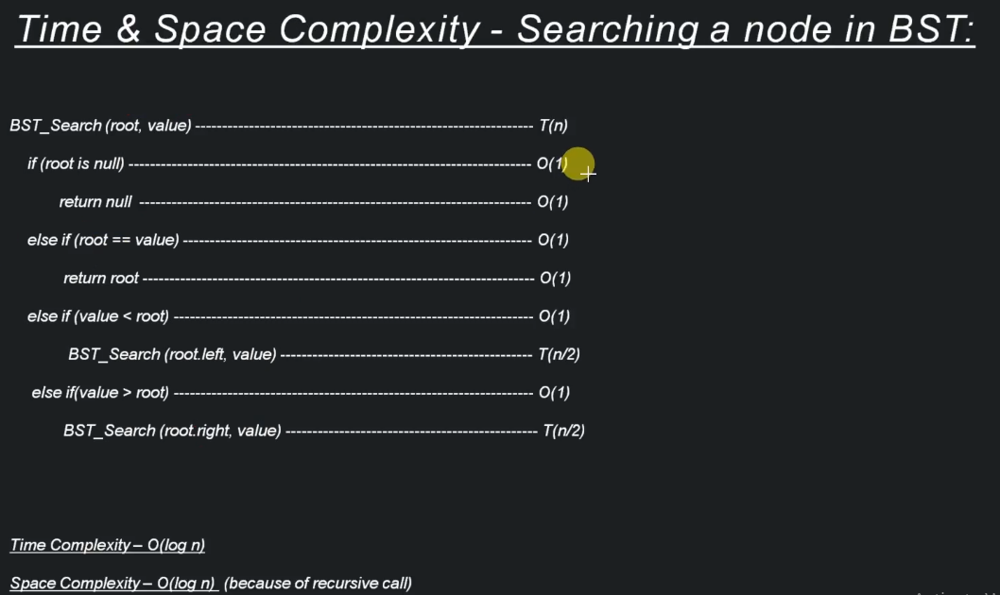 Time & Space Complexity - Searching a node in BST:
BST_Search (root, value) ---------------------------------------------------------------- T(n)
if (root is null) ---------------------------------------------------------------------------- O(1)
return null -------------------------------------------------------------------------- O(1)
else if (root == value) ------------------------------------------------------------------ O(1)
return root -------------------------------------------------------------------------- O(1)
else if (value < root) -------------------------------------------------------------------- O(1)
BST_Search (root.left, value) ----------------------------------------------- T(n/2)
else if(value > root) -------------------------------------------------------------------- O(1)
BST_Search (root.right, value) ----------------------------------------------- T(n/2)
Time Complexity – O(log n)
Space Complexity – O(log n) (because of recursive call)